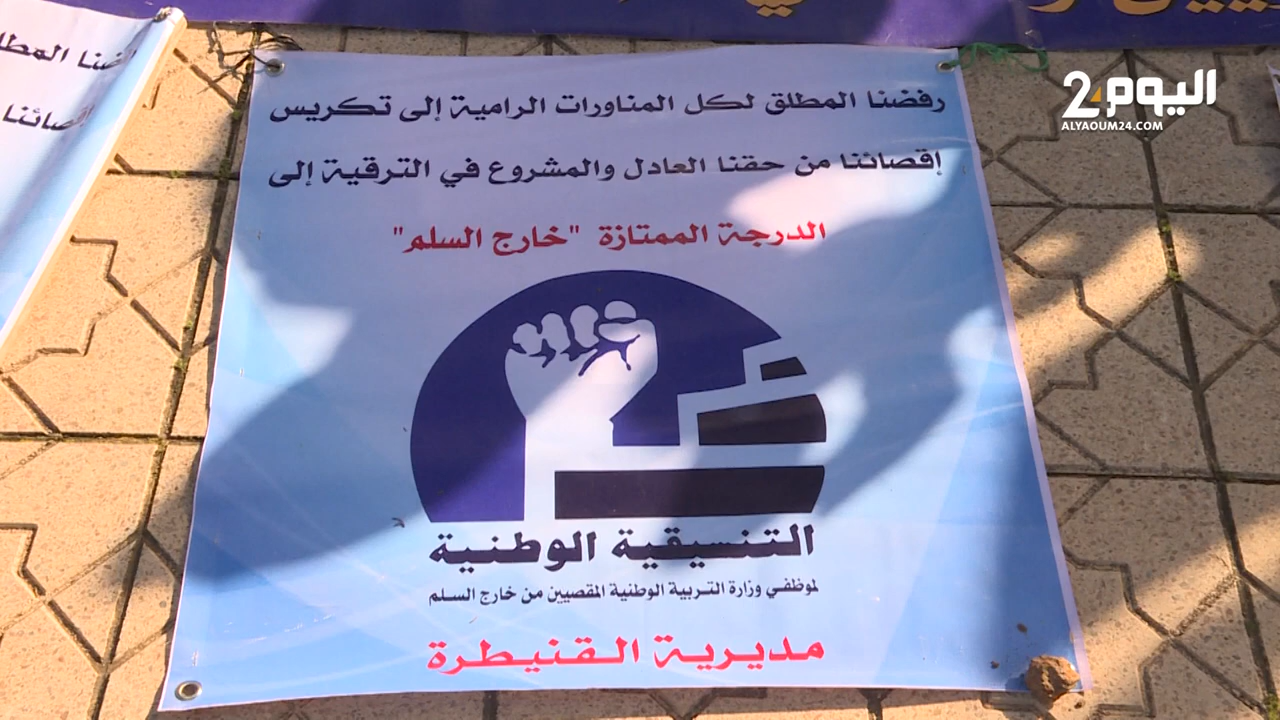 اليوم 24
ALYAOUM24.COM
رفضنا المطلق لكل المناورات الرامية إلى تكريس
إقصائنا من حقنا العادل والمشروع في الترقية إلى
الدرجة الممتازة "خارج السلم"
التنسيقية الوطنية
لموظفي وزارة التربية الوطنية المقصيين من خارج السلم
مديرية القنيطرة